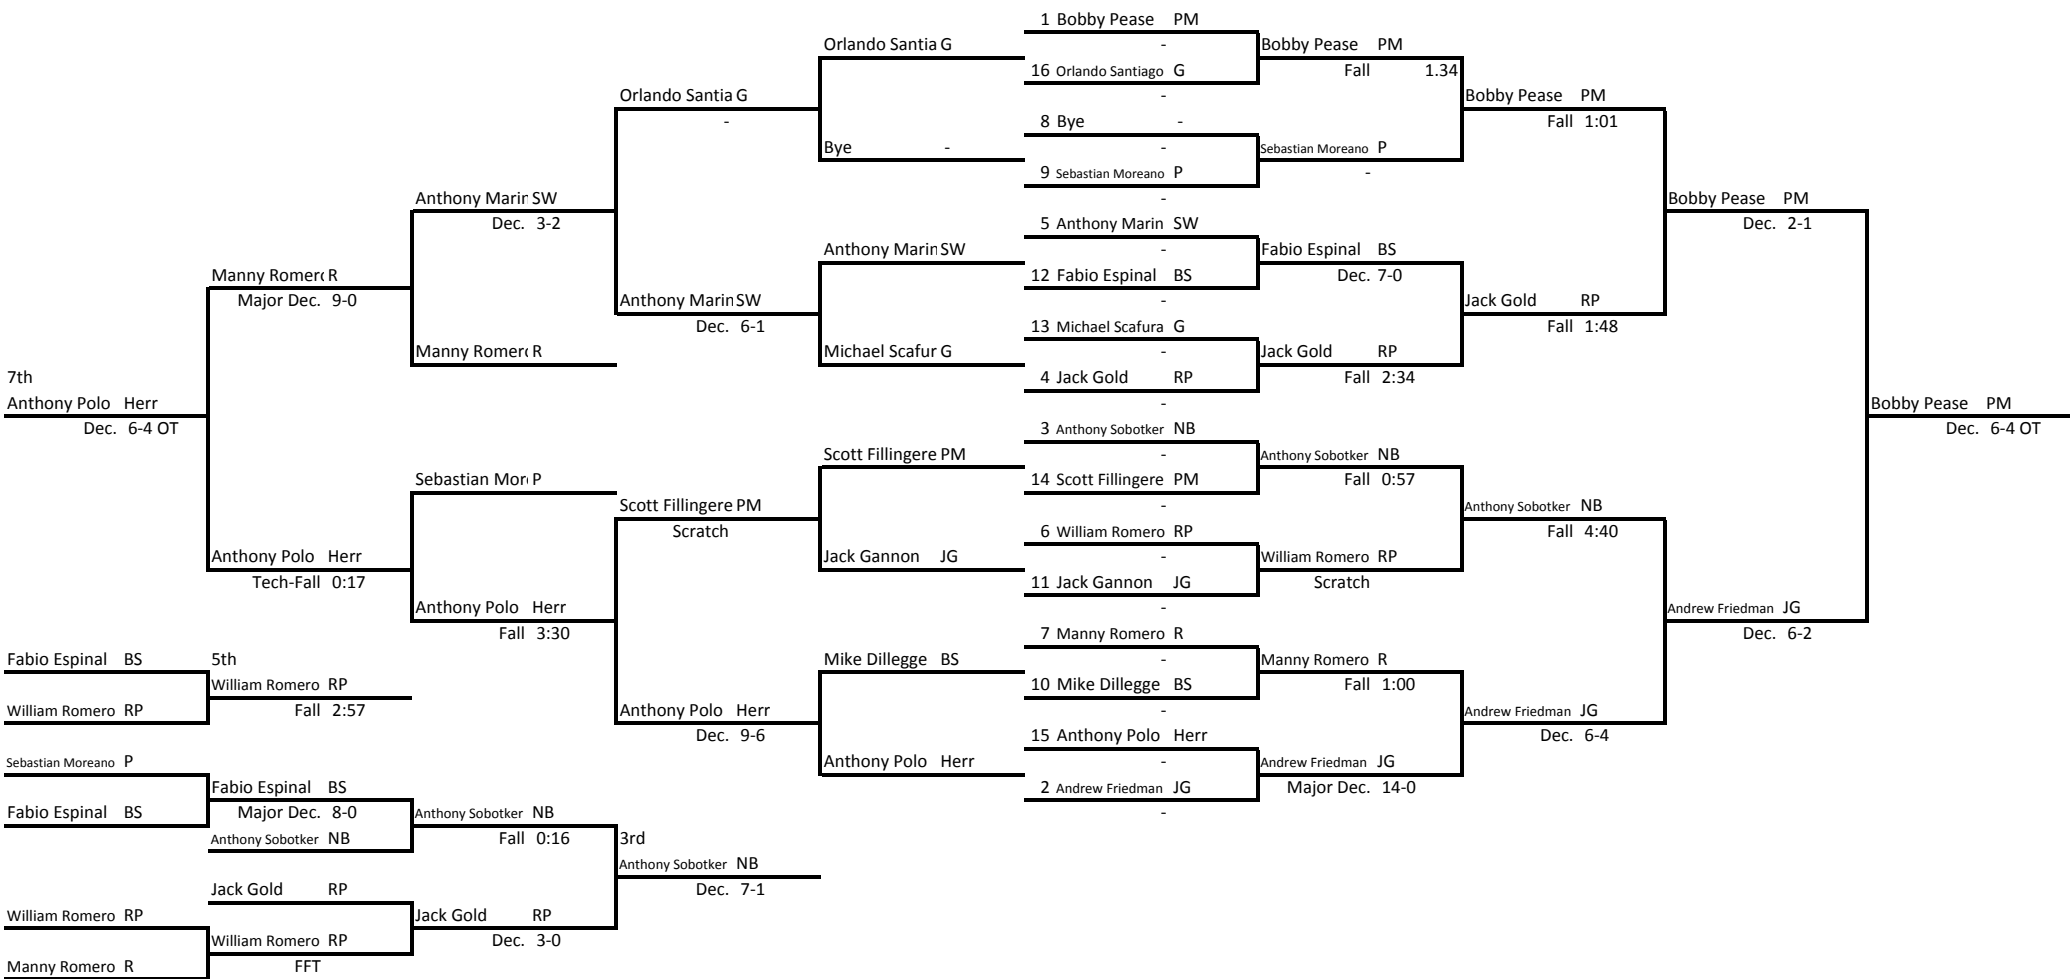 1 Bobby Pease PM
Orlando Santia G - Bobby Pease PM
16 Orlando Santiago G Fall 1.34
Orlando Santia G - Bobby Pease PM
- 8 Bye - Fall 1:01
Bye - - Sebastian Moreano P
9 Sebastian Moreano P -
Anthony Marin SW - Bobby Pease PM
Dec. 3-2 5 Anthony Marin SW Dec. 2-1
Anthony Marin SW - Fabio Espinal BS
Manny Romero R 12 Fabio Espinal BS Dec. 7-0
Major Dec. 9-0 Anthony Marin SW - Jack Gold RP
Dec. 6-1 13 Michael Scafura G Fall 1:48
Manny Romero R Michael Scafur G - Jack Gold RP
7th 4 Jack Gold RP Fall 2:34
Anthony Polo Herr - Bobby Pease PM
Dec. 6-4 OT 3 Anthony Sobotker NB Dec. 6-4 OT
Scott Fillingere PM - Anthony Sobotker NB
Sebastian Mor P 14 Scott Fillingere PM Fall 0:57
Scott Fillingere PM - Anthony Sobotker NB
Scratch 6 William Romero RP Fall 4:40
Anthony Polo Herr Jack Gannon JG - William Romero RP
Tech-Fall 0:17 11 Jack Gannon JG Scratch
Anthony Polo Herr - Andrew Friedman JG
Fall 3:30 7 Manny Romero R Dec. 6-2
Fabio Espinal BS 5th Mike Dillegge BS - Manny Romero R
William Romero RP 10 Mike Dillegge BS Fall 1:00
William Romero RP Fall 2:57 Anthony Polo Herr - Andrew Friedman JG
Dec. 9-6 15 Anthony Polo Herr Dec. 6-4
Sebastian Moreano P Anthony Polo Herr - Andrew Friedman JG
Fabio Espinal BS 2 Andrew Friedman JG Major Dec. 14-0
Fabio Espinal BS Major Dec. 8-0 Anthony Sobotker NB -
Anthony Sobotker NB Fall 0:16 3rd
Anthony Sobotker NB
Jack Gold RP Dec. 7-1
William Romero RP Jack Gold RP
William Romero RP Dec. 3-0
Manny Romero R FFT